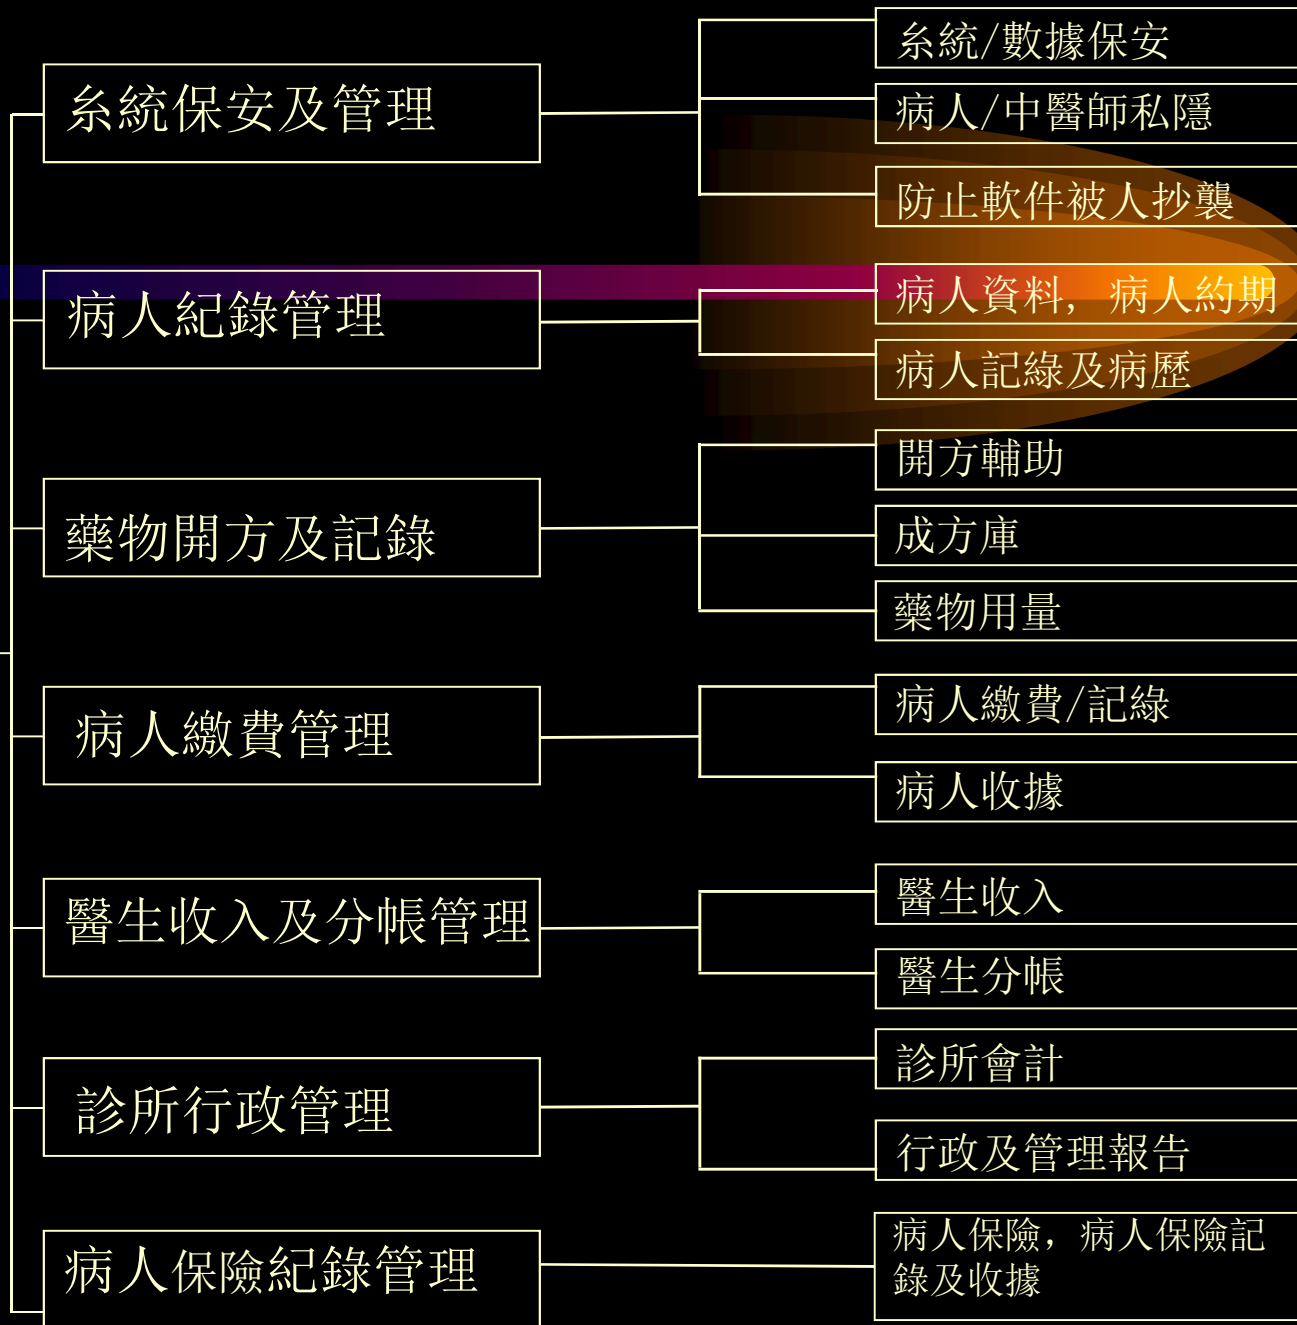 糸統保安及管理
糸統/數據保安
病人/中醫師私隱
防止軟件被人抄襲
病人紀錄管理
病人資料, 病人約期
病人記綠及病歷
藥物開方及記錄
開方輔助
成方庫
藥物用量
病人繳費管理
病人繳費/記綠
病人收據
醫生收入及分帳管理
醫生收入
醫生分帳
診所行政管理
診所會計
行政及管理報告
病人保險紀錄管理
病人保險，病人保險記
錄及收據